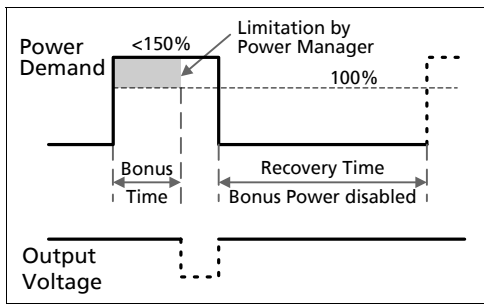 Power
Demand
<150%
Limitation by
Power Manager
100%
Bonus
Time
Recovery Time
Bonus Power disabled
Output
Voltage